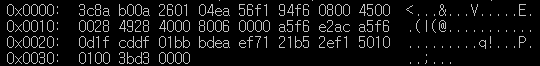 0x0000: 3c8a b00a 2601 04ea 56f1 94f6 0800 4500 <...&...V.....E.
0x0010: 0028 4928 4000 8006 0000 a5f6 e2ac a5f6 .(I(@...........
0x0020: 0d1f cddf 01bb bdea ef71 21b5 2ef1 5010 .........q!...P.
0x0030: 0100 3bd3 0000 ..;...